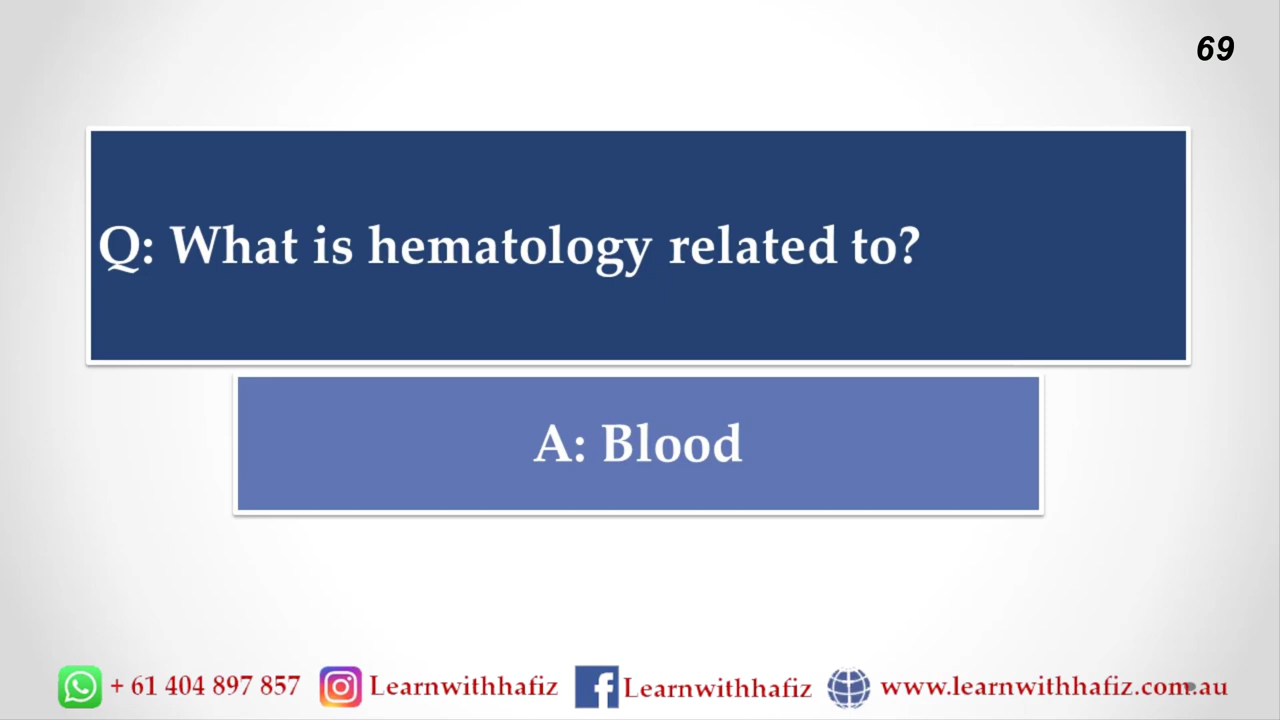 69
Q: What is hematology related to?
A: Blood
+ 61 404 897 857 Learnwithhafiz Learnwithhafiz www.learnwithhafiz.com.au